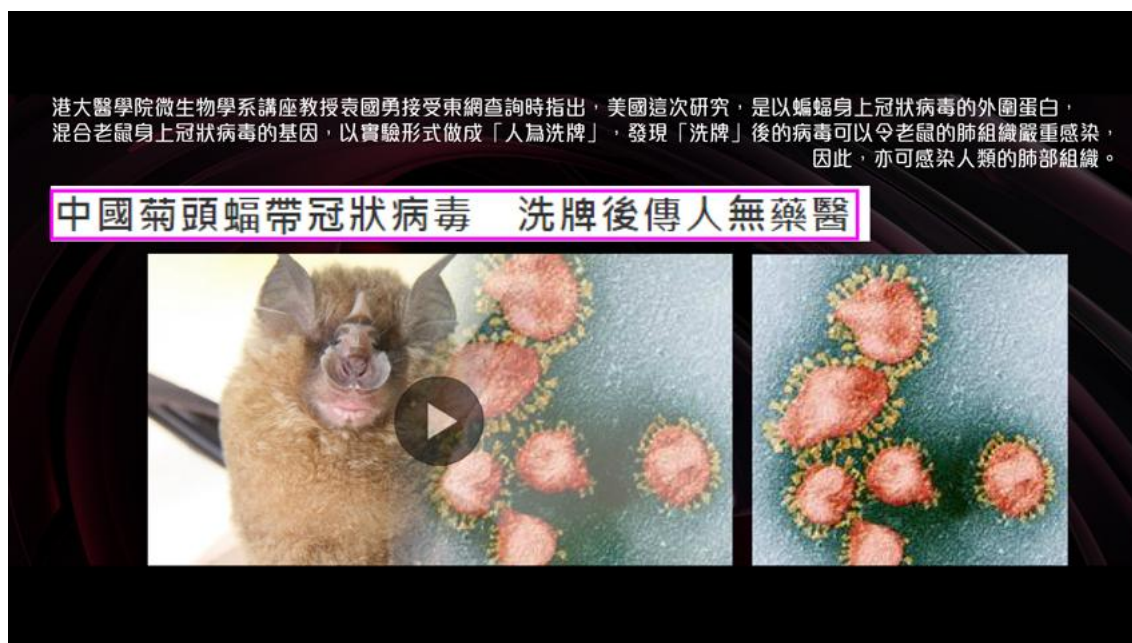 港大醫學院微生物學系講座教授袁國勇接受東網查詢時指出，美國這次研究，是以蝙蝠身上冠狀病毒的外圍蛋白，
混合老鼠身上冠狀病毒的基因，以實驗形式做成「人為洗牌」，發現「洗牌」後的病毒可以令老鼠的肺組織嚴重感染，
因此，亦可感染人類的肺部組織。
中國菊頭蝠帶冠狀病毒　洗牌後傳人無藥醫